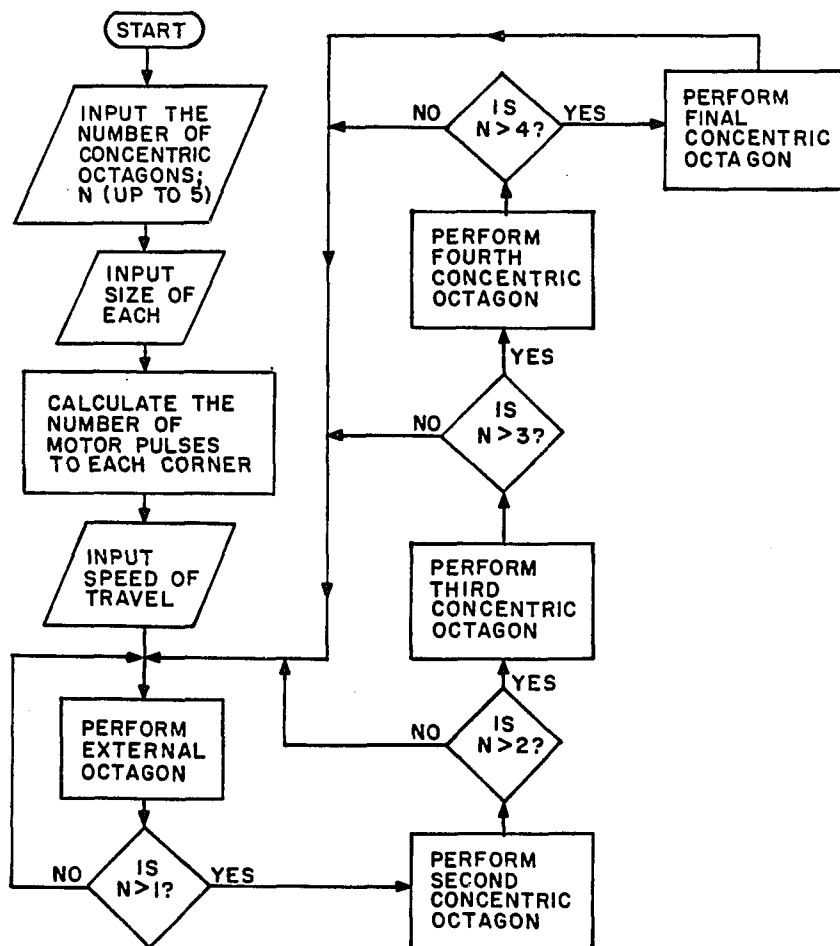 START
INPUT THE
NUMBER OF
CONCENTRIC
OCTAGONS;
N (UP TO 5)
INPUT
SIZE OF
EACH
CALCULATE THE
NUMBER OF
MOTOR PULSES
TO EACH CORNER
INPUT
SPEED OF
TRAVEL
PERFORM
EXTERNAL
OCTAGON
IS
N>1?
NO
YES
PERFORM
SECOND
CONCENTRIC
OCTAGON
IS
N>2?
NO
YES
PERFORM
THIRD
CONCENTRIC
OCTAGON
IS
N>3?
NO
YES
PERFORM
FOURTH
CONCENTRIC
OCTAGON
IS
N>4?
NO
YES
PERFORM
FINAL
CONCENTRIC
OCTAGON